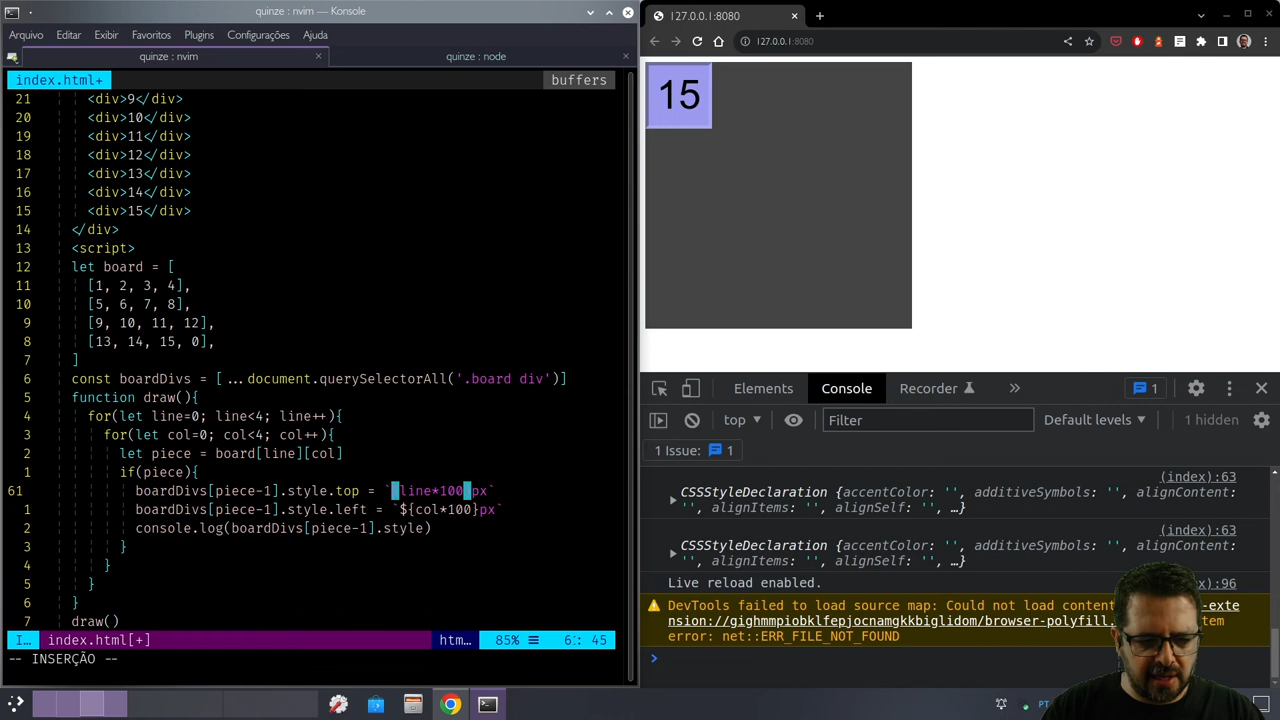 quinze: nvim — Konsole
Arquivo Editar Exibir Favoritos Plugins Configurações Ajuda
quinze : nvim
quinze : node
index.html+
buffers
21 <div>9</div>
20 <div>10</div>
19 <div>11</div>
18 <div>12</div>
17 <div>13</div>
16 <div>14</div>
15 <div>15</div>
14 </div>
13 <script>
12 let board = [
11 [1, 2, 3, 4],
10 [5, 6, 7, 8],
9 [9, 10, 11, 12],
8 [13, 14, 15, 0],
7 ]
6 const boardDivs = [...document.querySelectorAll('.board div')]
5 function draw(){
4 for(let line=0; line<4; line++){
3 for(let col=0; col<4; col++){
2 let piece = board[line][col]
1 if(piece){
61 boardDivs[piece-1].style.top = `{line*100}px`
1 boardDivs[piece-1].style.left = `${col*100}px`
2 console.log(boardDivs[piece-1].style)
3 }
4 }
5 }
6 }
7 draw()
I… index.html[+] htm… 85% 61: 45
-- INSERÇÃO --
127.0.0.1:8080
127.0.0.1:8080
15
Elements Console Recorder 1
top Filter Default levels 1 hidden
1 Issue: 1
(index):63
CSSStyleDeclaration {accentColor: '', additiveSymbols: '', alignContent: '', alignItems: '', alignSelf: '', …}
(index):63
CSSStyleDeclaration {accentColor: '', additiveSymbols: '', alignContent: '', alignItems: '', alignSelf: '', …}
Live reload enabled. :96
DevTools failed to load source map: Could not load content
nsion://gighmmpiobklfepjocnamgkkbiglidom/browser-polyfill.
error: net::ERR_FILE_NOT_FOUND
PT